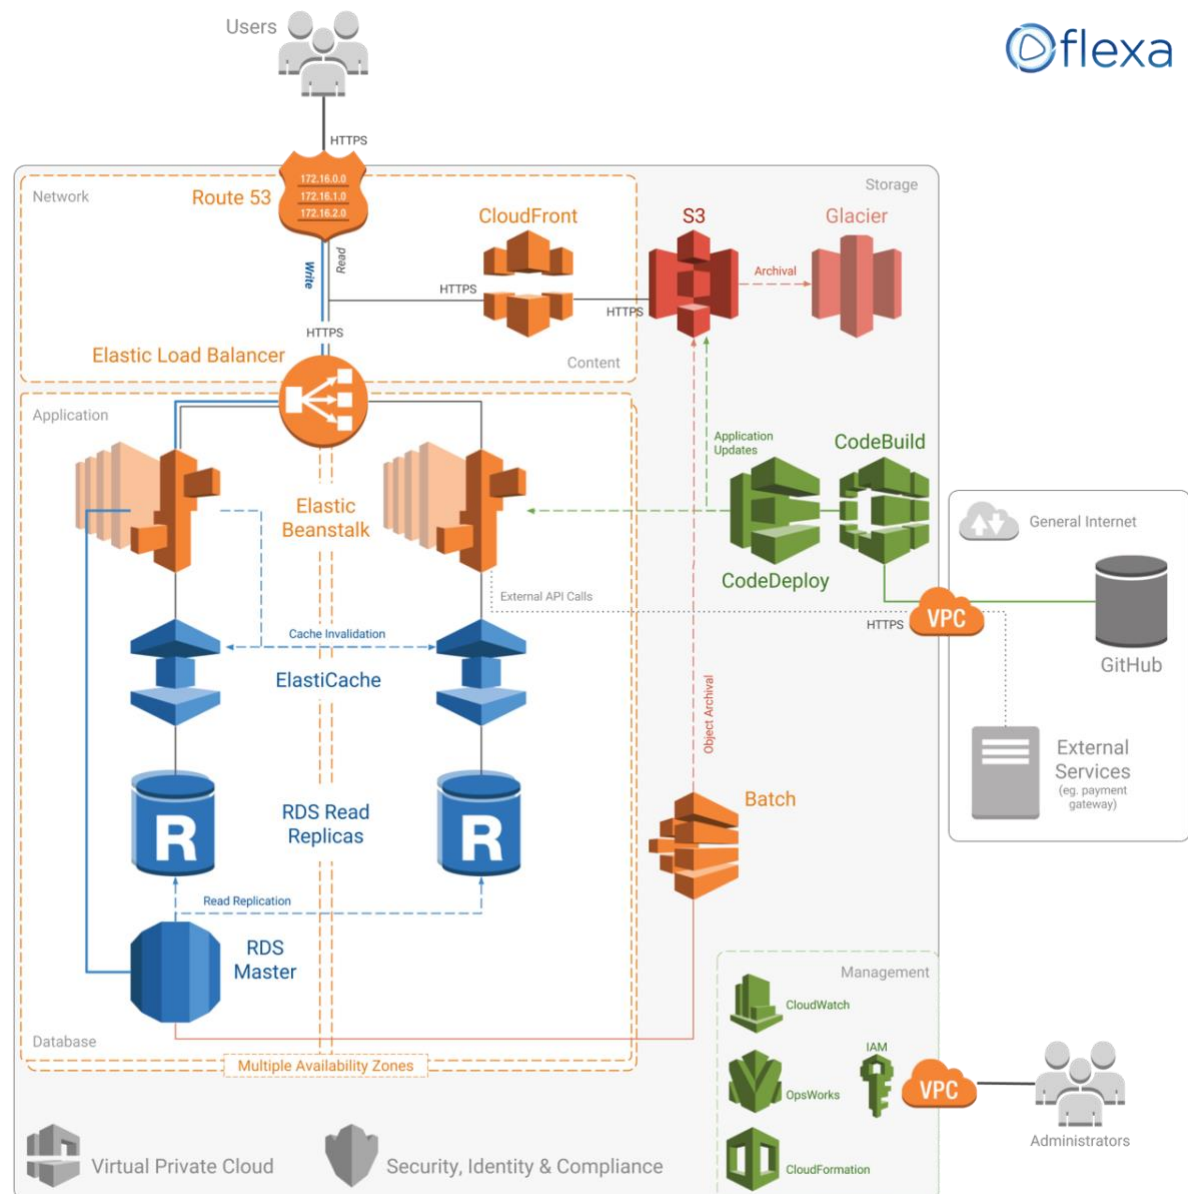 Users
flexa
HTTPS
Network
Route 53
172.16.0.0
172.16.1.0
172.16.2.0
Storage
CloudFront
S3
Glacier
Write
Read
Archival
HTTPS
HTTPS
HTTPS
Elastic Load Balancer
Content
Application
Application
Updates
CodeBuild
Elastic
Beanstalk
General Internet
CodeDeploy
External API Calls
HTTPS
VPC
Cache Invalidation
GitHub
ElastiCache
Object Archival
External
Services
(eg. payment
gateway)
Batch
RDS Read
Replicas
R
R
Read Replication
RDS
Master
Management
CloudWatch
Database
IAM
Multiple Availability Zones
OpsWorks
VPC
Administrators
Virtual Private Cloud
Security, Identity & Compliance
CloudFormation